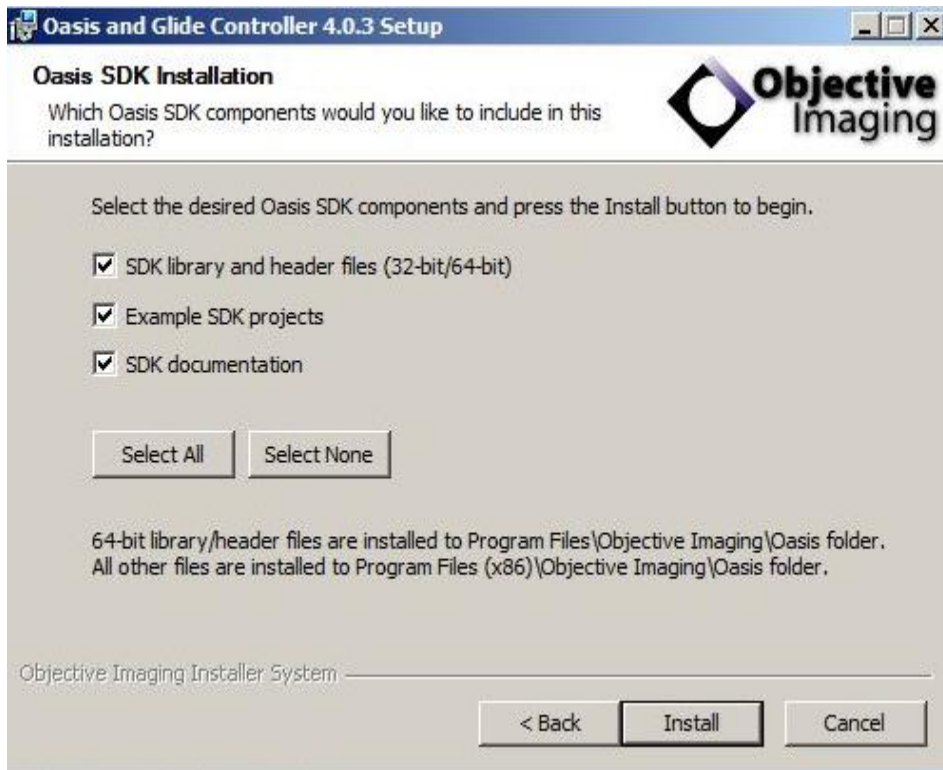 Oasis and Glide Controller 4.0.3 Setup
Oasis SDK Installation
Which Oasis SDK components would you like to include in this
installation?
Objective
Imaging
Select the desired Oasis SDK components and press the Install button to begin.
SDK library and header files (32-bit/64-bit)
Example SDK projects
SDK documentation
Select All
Select None
64-bit library/header files are installed to Program Files\Objective Imaging\Oasis folder.
All other files are installed to Program Files (x86)\Objective Imaging\Oasis folder.
Objective Imaging Installer System
< Back
Install
Cancel